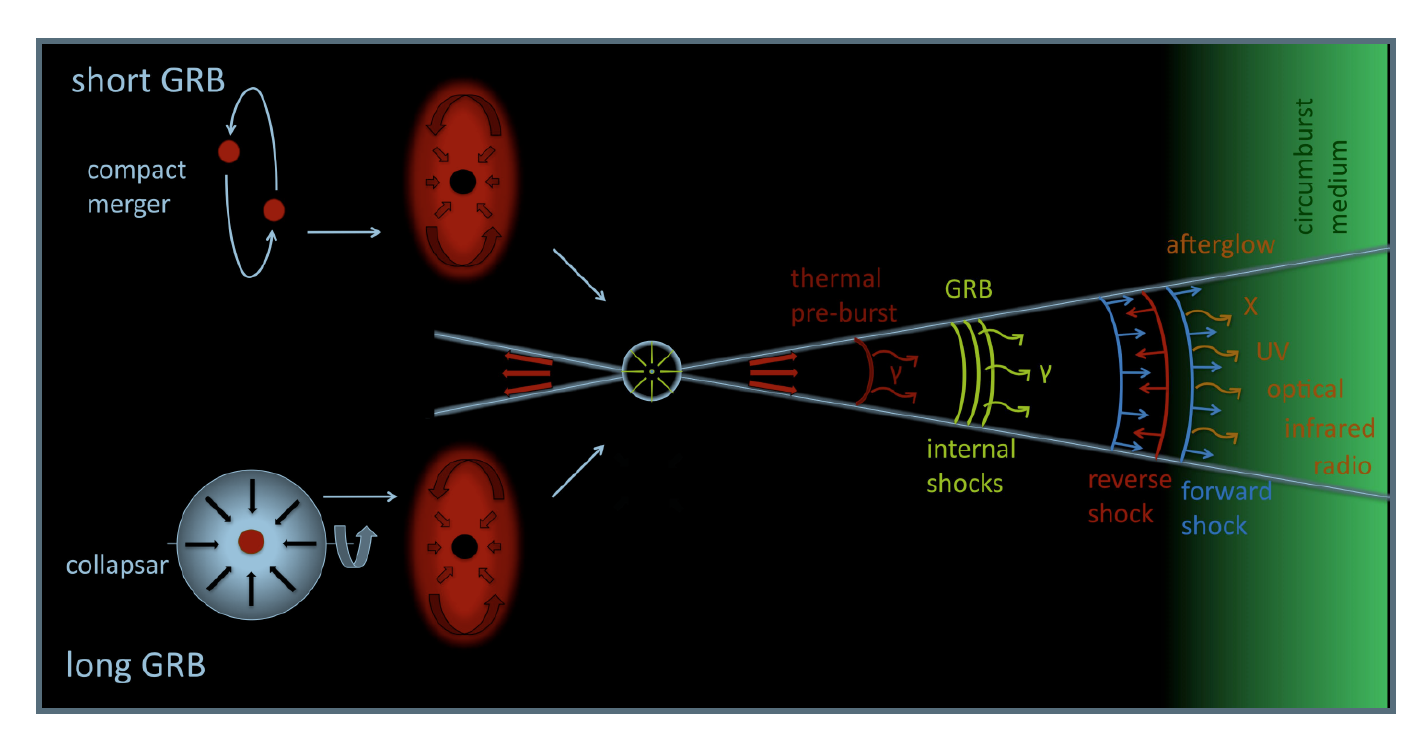 short GRB
compact
merger
thermal
pre-burst
γ
GRB
γ
internal
shocks
afterglow
circumburst
medium
X
UV
optical
infrared
radio
reverse
shock
forward
shock
collapsar
long GRB